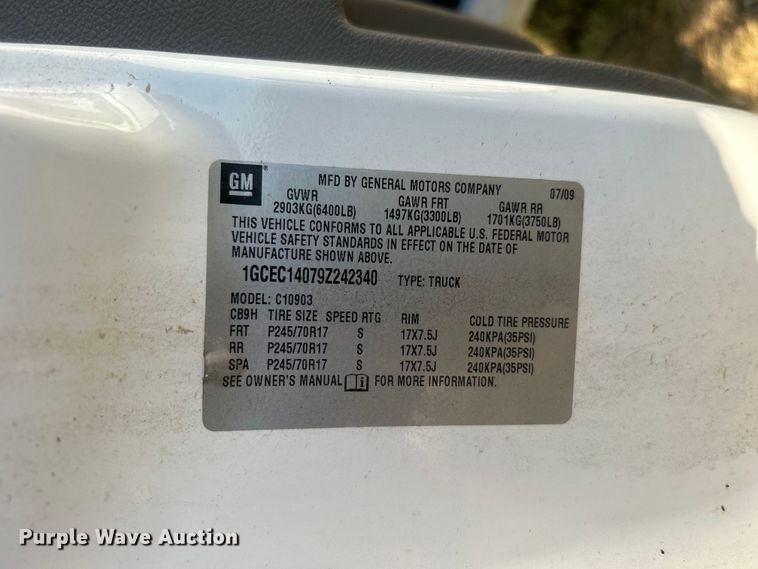 GM
MFD BY GENERAL MOTORS COMPANY 07/09
GVWR GAWR FRT GAWR RR
2903KG(6400LB) 1497KG(3300LB) 1701KG(3750LB)
THIS VEHICLE CONFORMS TO ALL APPLICABLE U.S. FEDERAL MOTOR
VEHICLE SAFETY STANDARDS IN EFFECT ON THE DATE OF
MANUFACTURE SHOWN ABOVE.
1GCEC14079Z242340 TYPE: TRUCK
MODEL: C10903
CB9H TIRE SIZE SPEED RTG RIM COLD TIRE PRESSURE
FRT P245/70R17 S 17X7.5J 240KPA(35PSI)
RR P245/70R17 S 17X7.5J 240KPA(35PSI)
SPA P245/70R17 S 17X7.5J 240KPA(35PSI)
SEE OWNER'S MANUAL i FOR MORE INFORMATION.
Purple Wave Auction